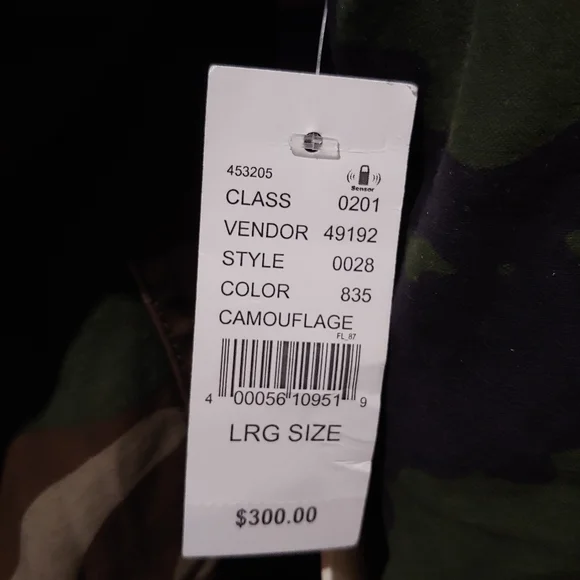 453205
Sensor
CLASS 0201
VENDOR 49192
STYLE 0028
COLOR 835
CAMOUFLAGE
FL_87
4 00056 10951 9
LRG SIZE
$300.00